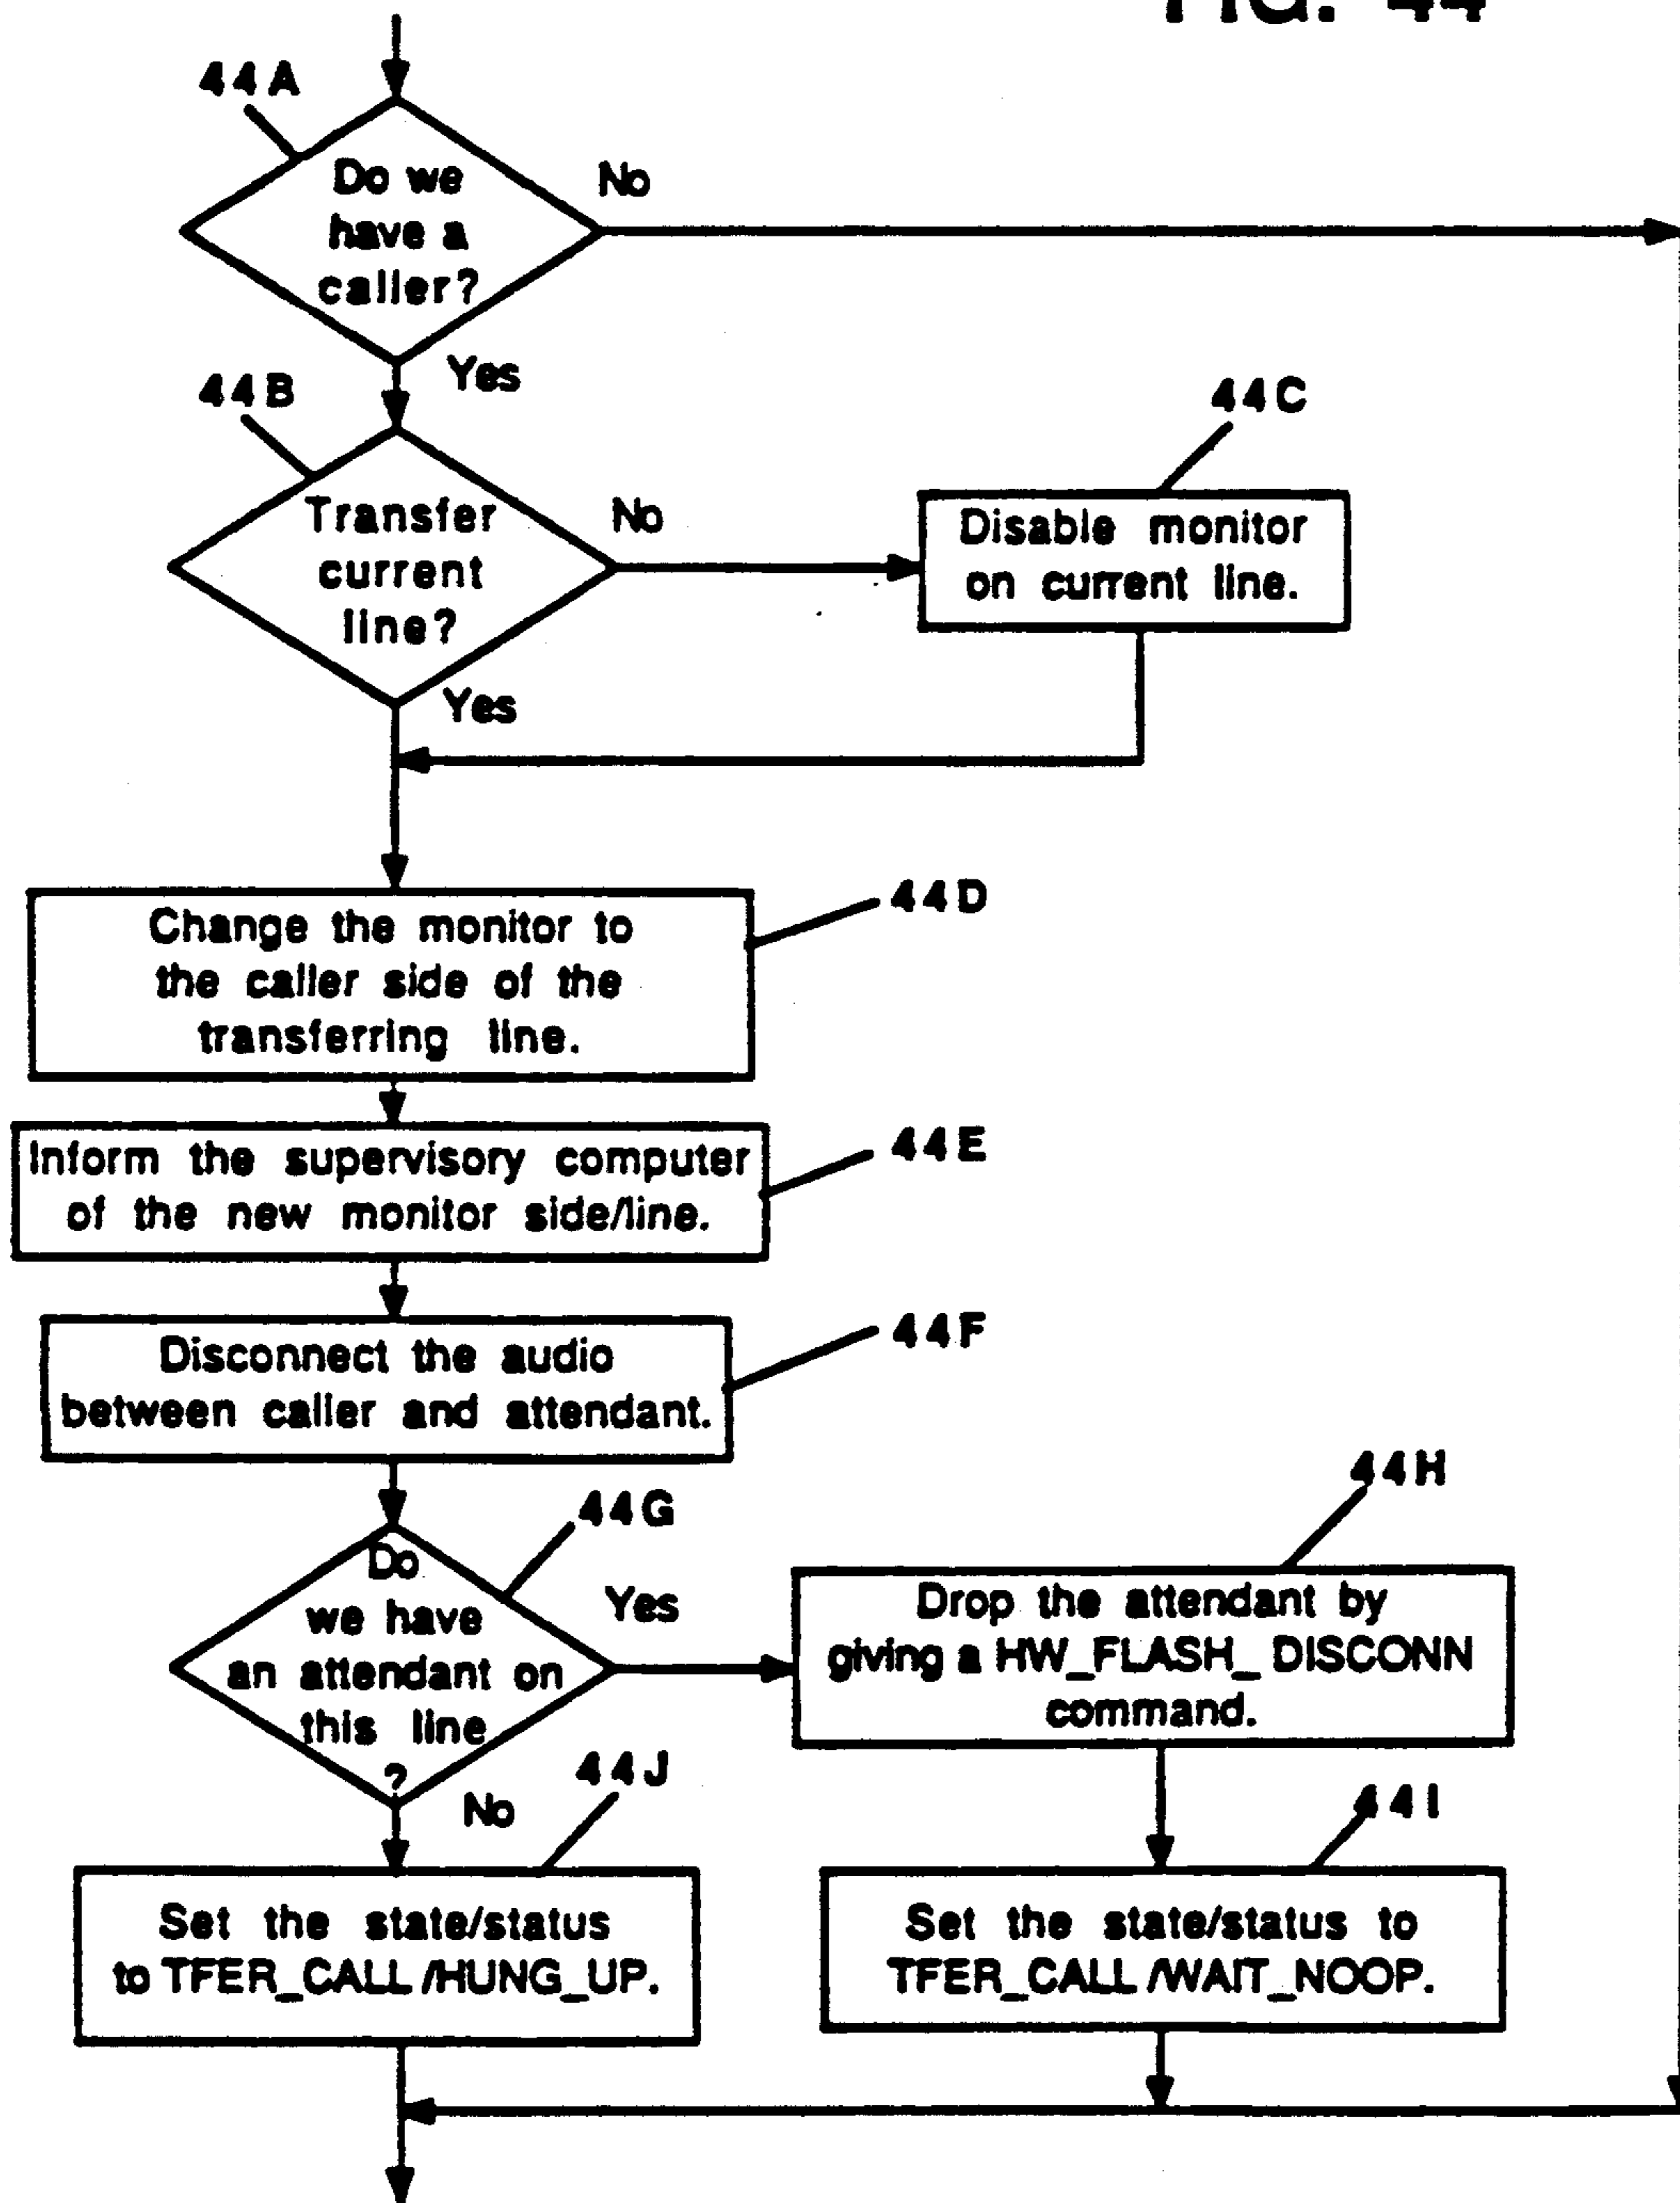 FIG. 44
44A
Do we
have a
caller?
No
Yes
44B
Transfer
current
line?
No
Yes
44C
Disable monitor
on current line.
44D
Change the monitor to
the caller side of the
transferring line.
44E
Inform the supervisory computer
of the new monitor side/line.
44F
Disconnect the audio
between caller and attendant.
44G
Do
we have
an attendant on
this line
?
Yes
No
44H
Drop the attendant by
giving a HW_FLASH_ DISCONN
command.
44J
Set the state/status
to TFER_CALL /HUNG_UP.
44I
Set the state/status to
TFER_CALL /WAIT_NOOP.